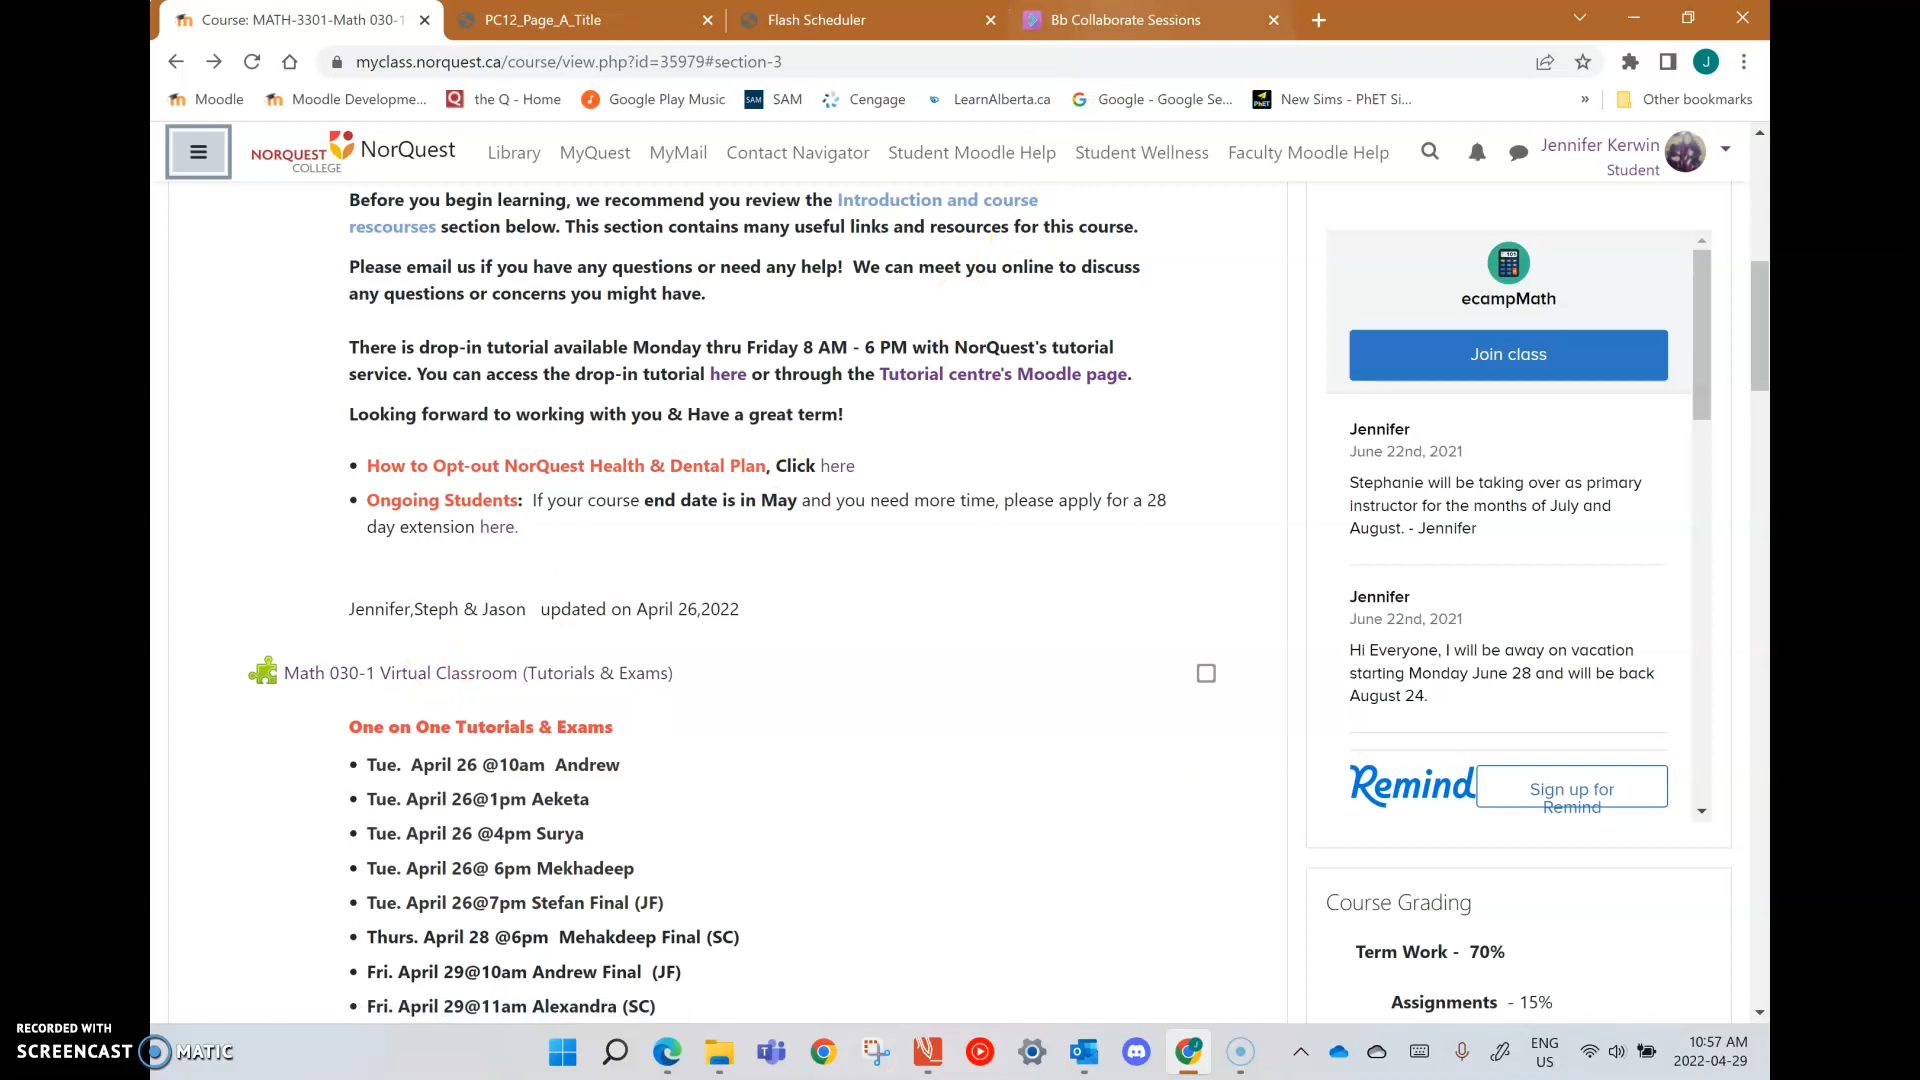 Course: MATH-3301-Math 030-1
PC12_Page_A_Title
Flash Scheduler
Bb Collaborate Sessions
myclass.norquest.ca/course/view.php?id=35979#section-3
J
Moodle
Moodle Developme...
the Q - Home
Google Play Music
SAM
SAM
Cengage
LearnAlberta.ca
Google - Google Se...
New Sims - PhET Si...
»
Other bookmarks
NORQUEST COLLEGE
NorQuest
Library
MyQuest
MyMail
Contact Navigator
Student Moodle Help
Student Wellness
Faculty Moodle Help
Jennifer Kerwin
Student
Before you begin learning, we recommend you review the Introduction and course
rescourses section below. This section contains many useful links and resources for this course.
Please email us if you have any questions or need any help!  We can meet you online to discuss
any questions or concerns you might have.
There is drop-in tutorial available Monday thru Friday 8 AM - 6 PM with NorQuest's tutorial
service. You can access the drop-in tutorial here or through the Tutorial centre's Moodle page.
Looking forward to working with you & Have a great term!
• How to Opt-out NorQuest Health & Dental Plan, Click here
• Ongoing Students:  If your course end date is in May and you need more time, please apply for a 28
day extension here.
Jennifer,Steph & Jason   updated on April 26,2022
Math 030-1 Virtual Classroom (Tutorials & Exams)
One on One Tutorials & Exams
• Tue.  April 26 @10am  Andrew
• Tue. April 26@1pm Aeketa
• Tue. April 26 @4pm Surya
• Tue. April 26@ 6pm Mekhadeep
• Tue. April 26@7pm Stefan Final (JF)
• Thurs. April 28 @6pm  Mehakdeep Final (SC)
• Fri. April 29@10am Andrew Final  (JF)
• Fri. April 29@11am Alexandra (SC)
ecampMath
Join class
Jennifer
June 22nd, 2021
Stephanie will be taking over as primary
instructor for the months of July and
August. - Jennifer
Jennifer
June 22nd, 2021
Hi Everyone, I will be away on vacation
starting Monday June 28 and will be back
August 24.
Remind
Sign up for
Remind
Course Grading
Term Work -  70%
Assignments  - 15%
RECORDED WITH
SCREENCAST MATIC
ENG
US
10:57 AM
2022-04-29